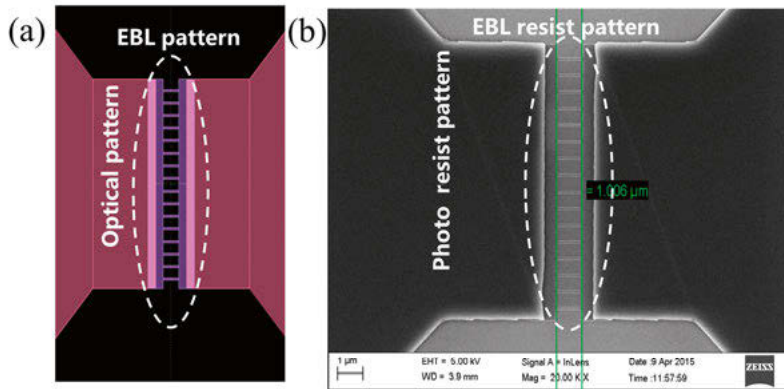 (a)
EBL pattern
Optical pattern
(b)
EBL resist pattern
Photo resist pattern
= 1.006 µm
1 µm
EHT = 5.00 kV
WD = 3.9 mm
Signal A = InLens
Mag = 20.00 K X
Date :9 Apr 2015
Time :11:57:59
ZEISS